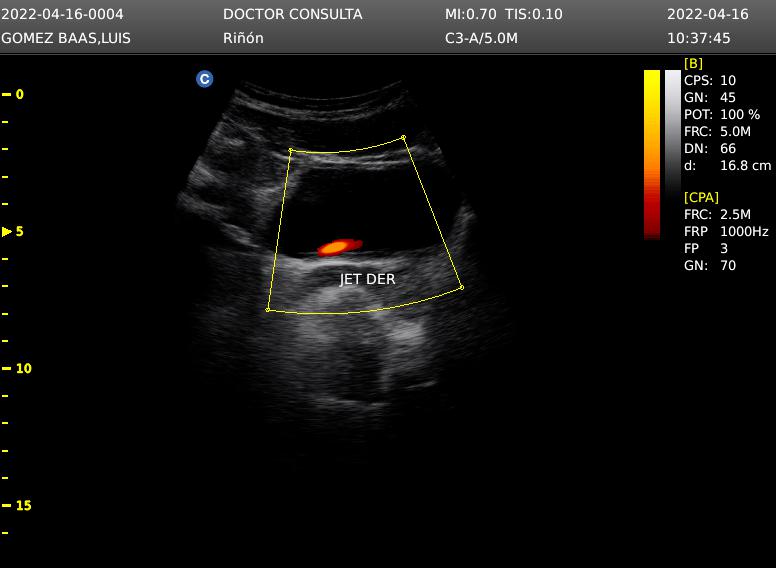 2022-04-16-0004 DOCTOR CONSULTA MI:0.70 TIS:0.10 2022-04-16
GOMEZ BAAS,LUIS Riñón C3-A/5.0M 10:37:45
C
[B]
CPS: 10
GN: 45
POT: 100 %
FRC: 5.0M
DN: 66
d: 16.8 cm
[CPA]
FRC: 2.5M
FRP 1000Hz
FP 3
GN: 70
0
5
JET DER
10
15